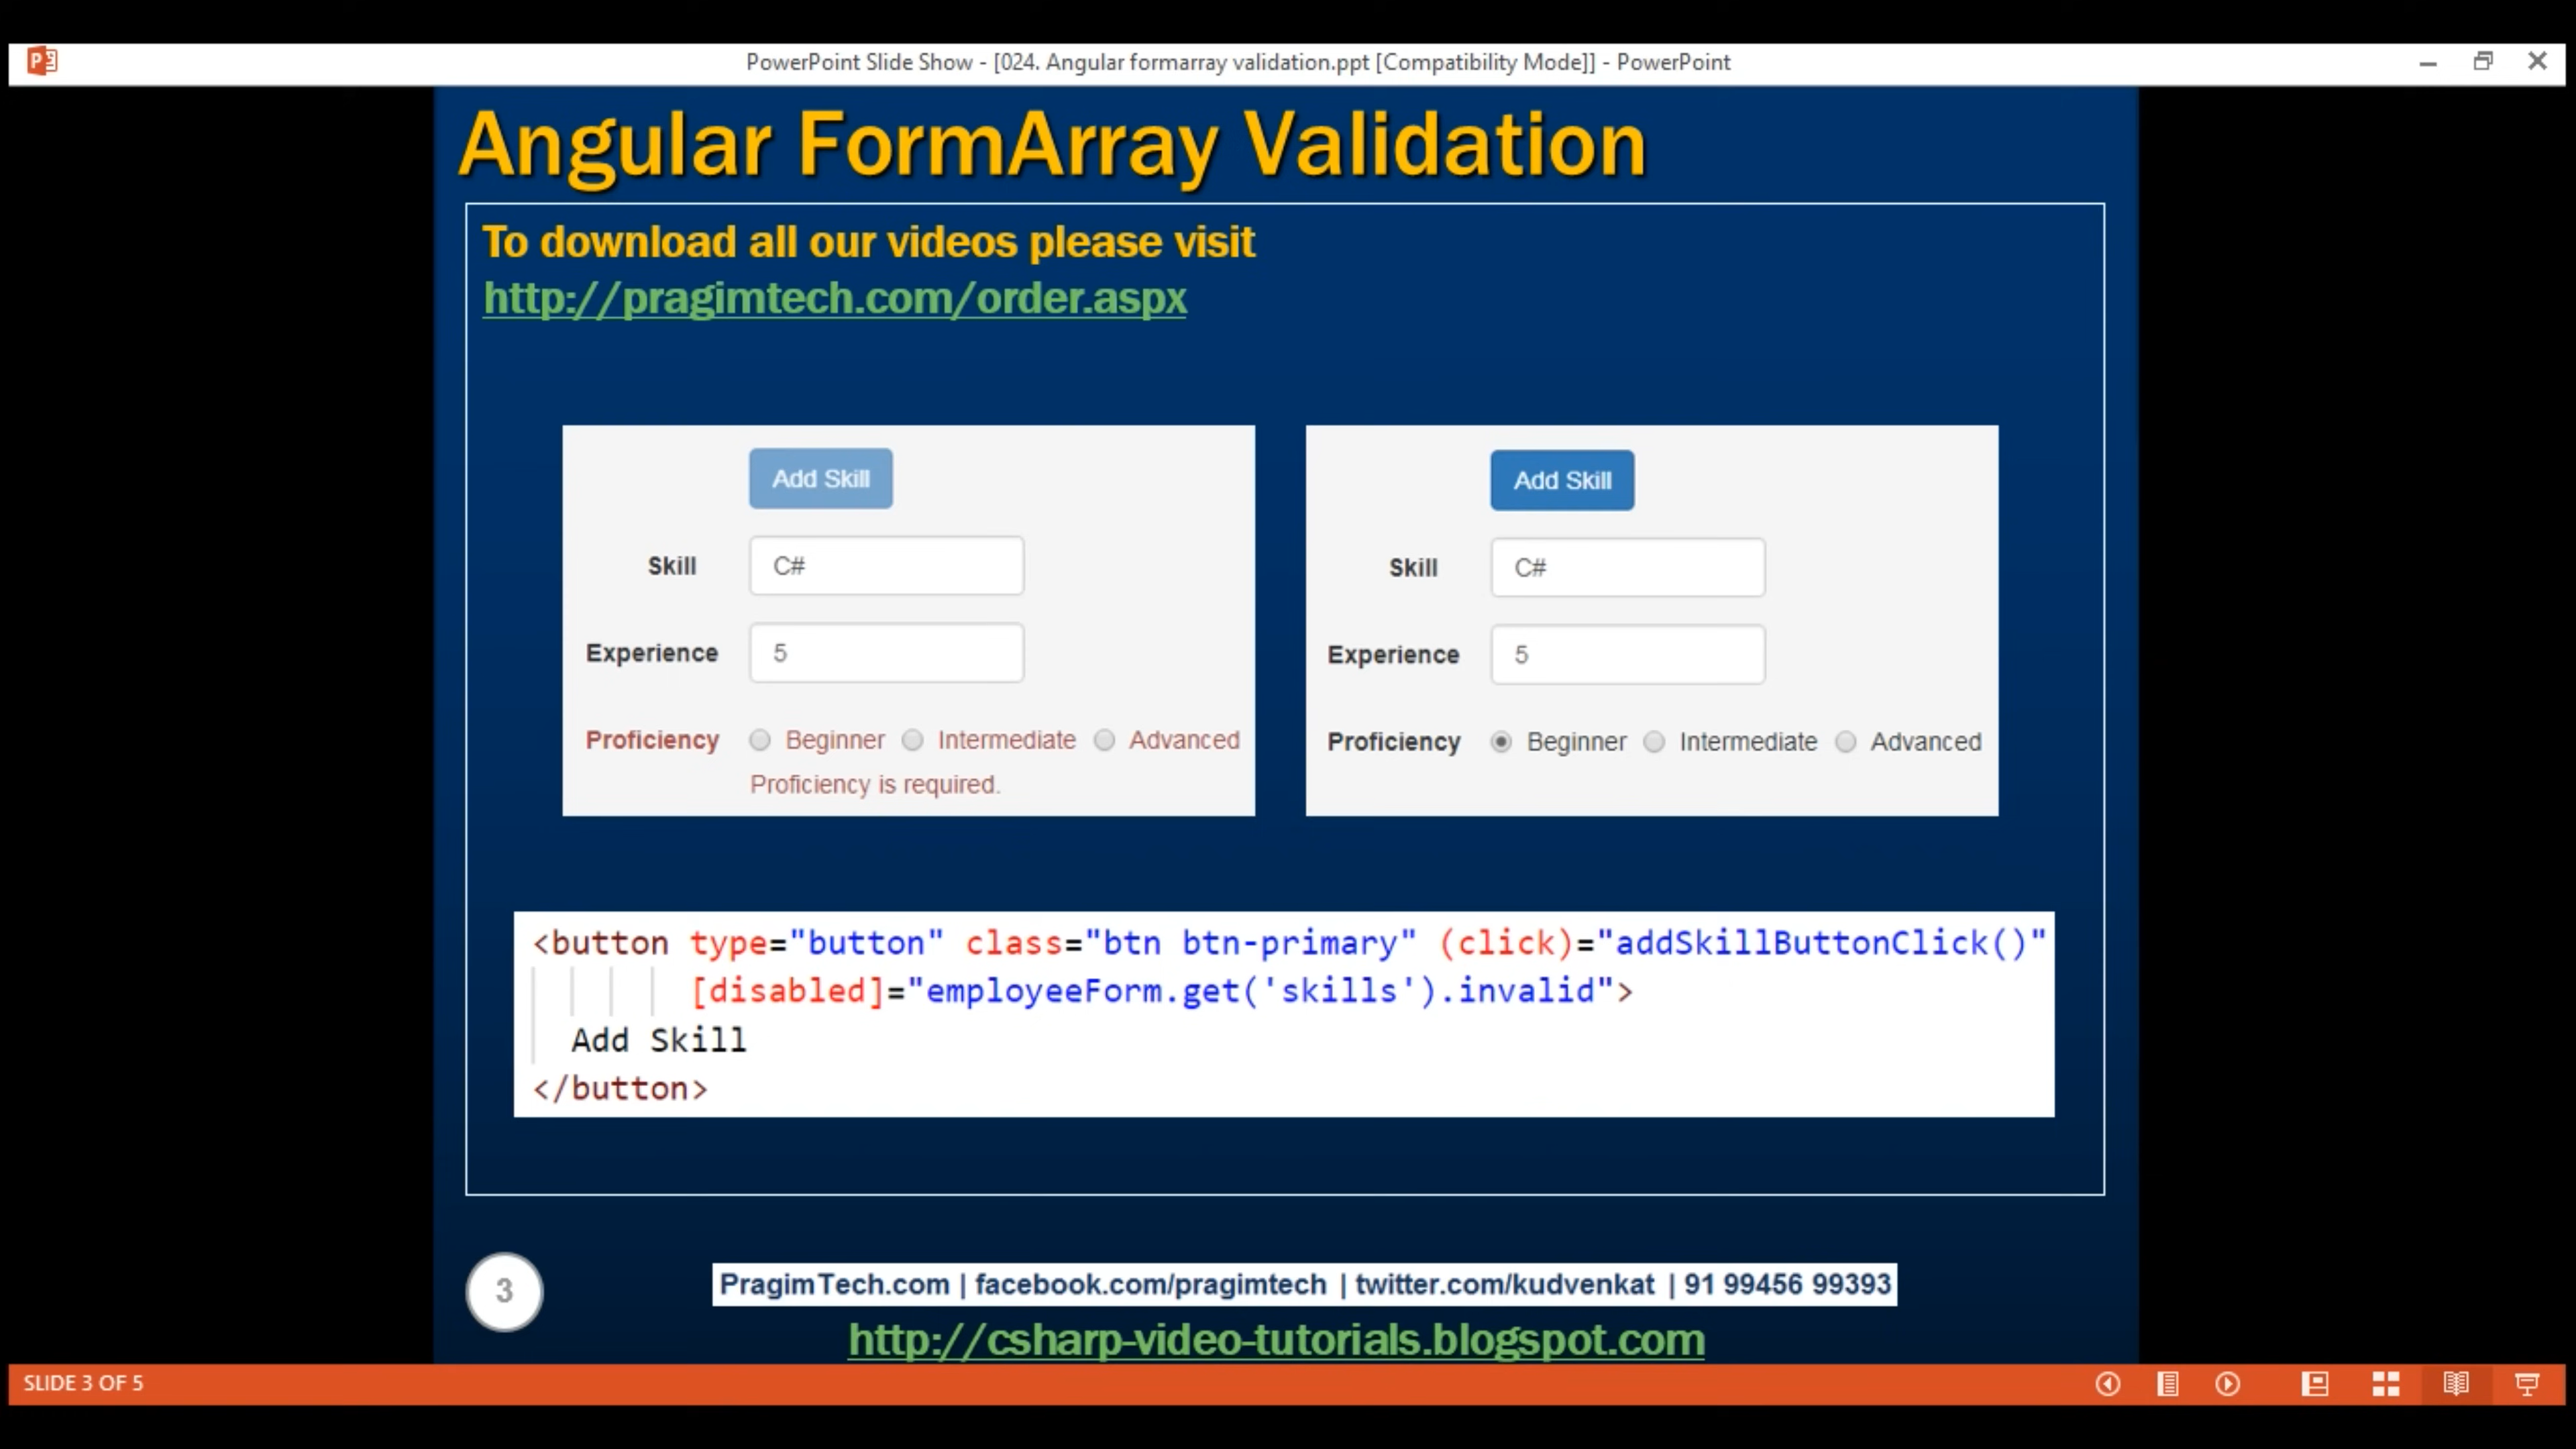 PowerPoint Slide Show - [024. Angular formarray validation.ppt [Compatibility Mode]] - PowerPoint
Angular FormArray Validation
To download all our videos please visit
http://pragimtech.com/order.aspx
Add Skill
Skill C#
Experience 5
Proficiency Beginner Intermediate Advanced
Proficiency is required.
Add Skill
Skill C#
Experience 5
Proficiency Beginner Intermediate Advanced
<button type="button" class="btn btn-primary" (click)="addSkillButtonClick()"
[disabled]="employeeForm.get('skills').invalid">
Add Skill
</button>
3
PragimTech.com | facebook.com/pragimtech | twitter.com/kudvenkat | 91 99456 99393
http://csharp-video-tutorials.blogspot.com
SLIDE 3 OF 5